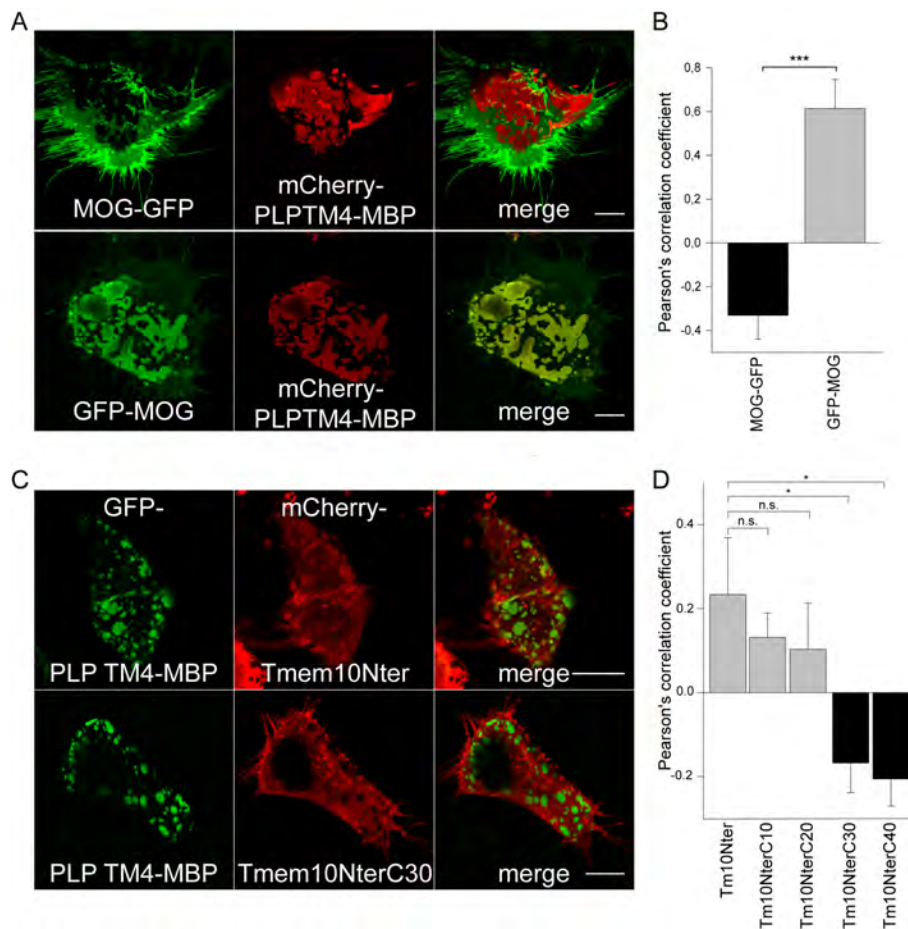 A
MOG-GFP
mCherry-
PLPTM4-MBP
merge
GFP-MOG
mCherry-
PLPTM4-MBP
merge
B
***
0,8
0,6
0,4
0,2
0,0
-0,2
-0,4
Pearson's correlation coefficient
MOG-GFP
GFP-MOG
C
GFP-
mCherry-
PLP TM4-MBP
Tmem10Nter
merge
PLP TM4-MBP
Tmem10NterC30
merge
D
*
*
n.s.
n.s.
0.4
0.2
0.0
-0.2
Pearson's correlation coefficient
Tm10Nter
Tm10NterC10
Tm10NterC20
Tm10NterC30
Tm10NterC40